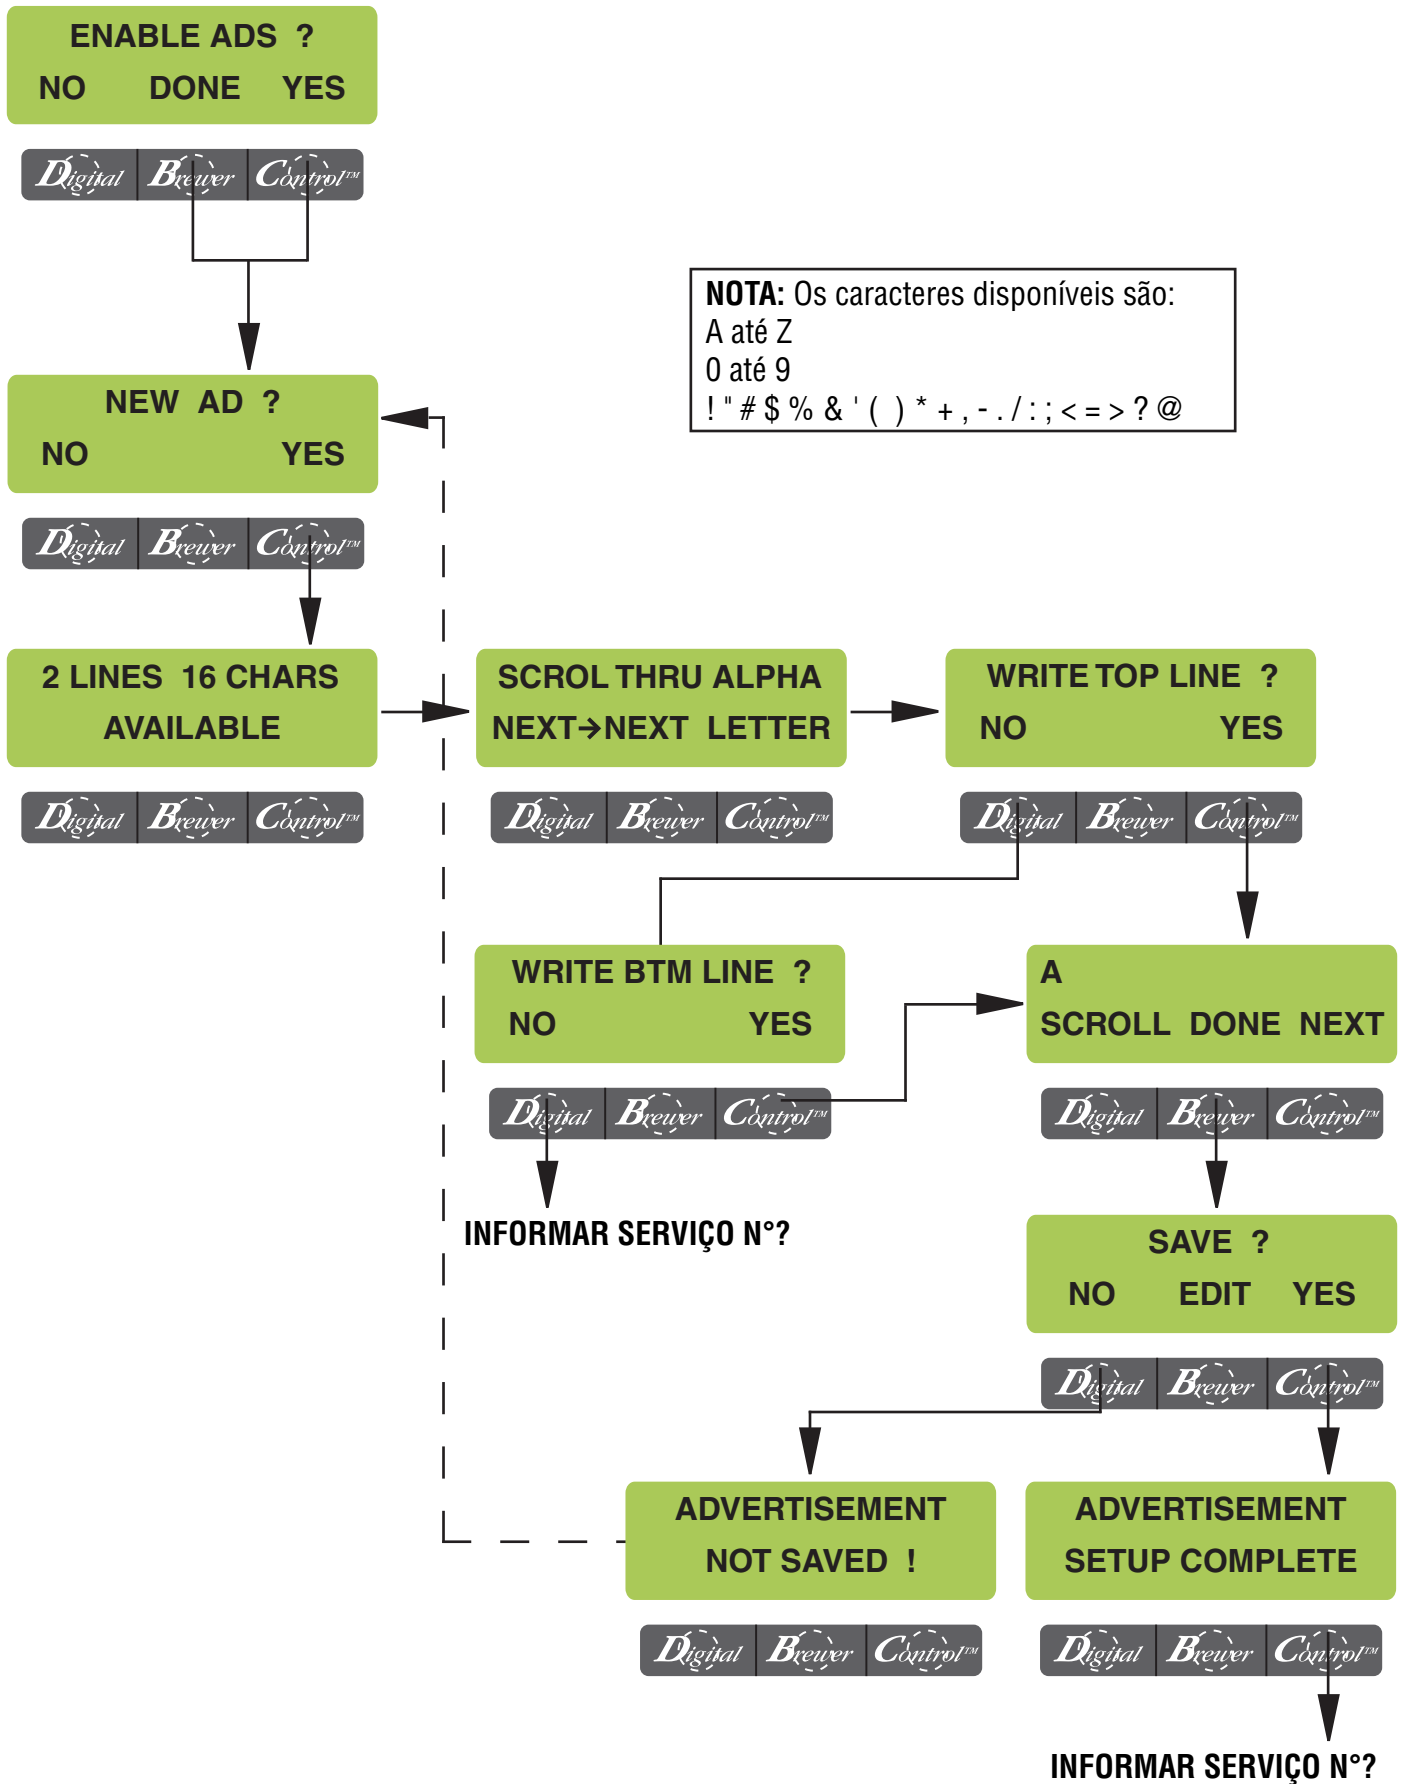 ENABLE ADS ?
NO DONE YES
Digital Brewer Control™
NOTA: Os caracteres disponíveis são:
A até Z
0 até 9
! " # $ % & ' ( ) * + , - . / : ; < = > ? @
NEW AD ?
NO YES
Digital Brewer Control™
2 LINES 16 CHARS
AVAILABLE
Digital Brewer Control™
SCROL THRU ALPHA
NEXT→NEXT LETTER
Digital Brewer Control™
WRITE TOP LINE ?
NO YES
Digital Brewer Control™
WRITE BTM LINE ?
NO YES
Digital Brewer Control™
INFORMAR SERVIÇO N°?
A
SCROLL DONE NEXT
Digital Brewer Control™
SAVE ?
NO EDIT YES
Digital Brewer Control™
ADVERTISEMENT
NOT SAVED !
Digital Brewer Control™
ADVERTISEMENT
SETUP COMPLETE
Digital Brewer Control™
INFORMAR SERVIÇO N°?